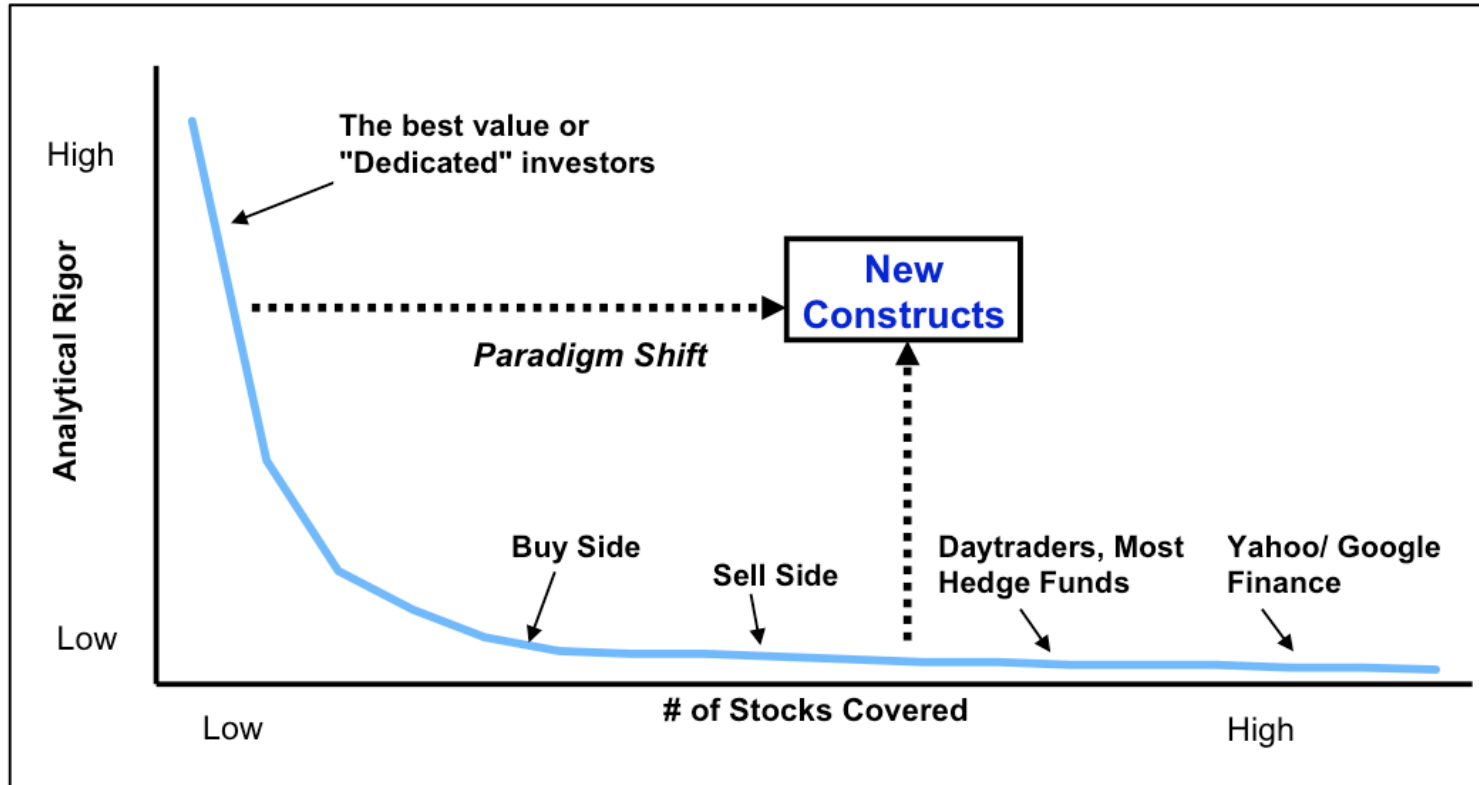 The best value or
"Dedicated" investors
High
Analytical Rigor
New
Constructs
Paradigm Shift
Buy Side
Sell Side
Daytraders, Most
Hedge Funds
Yahoo/ Google
Finance
Low
# of Stocks Covered
Low
High